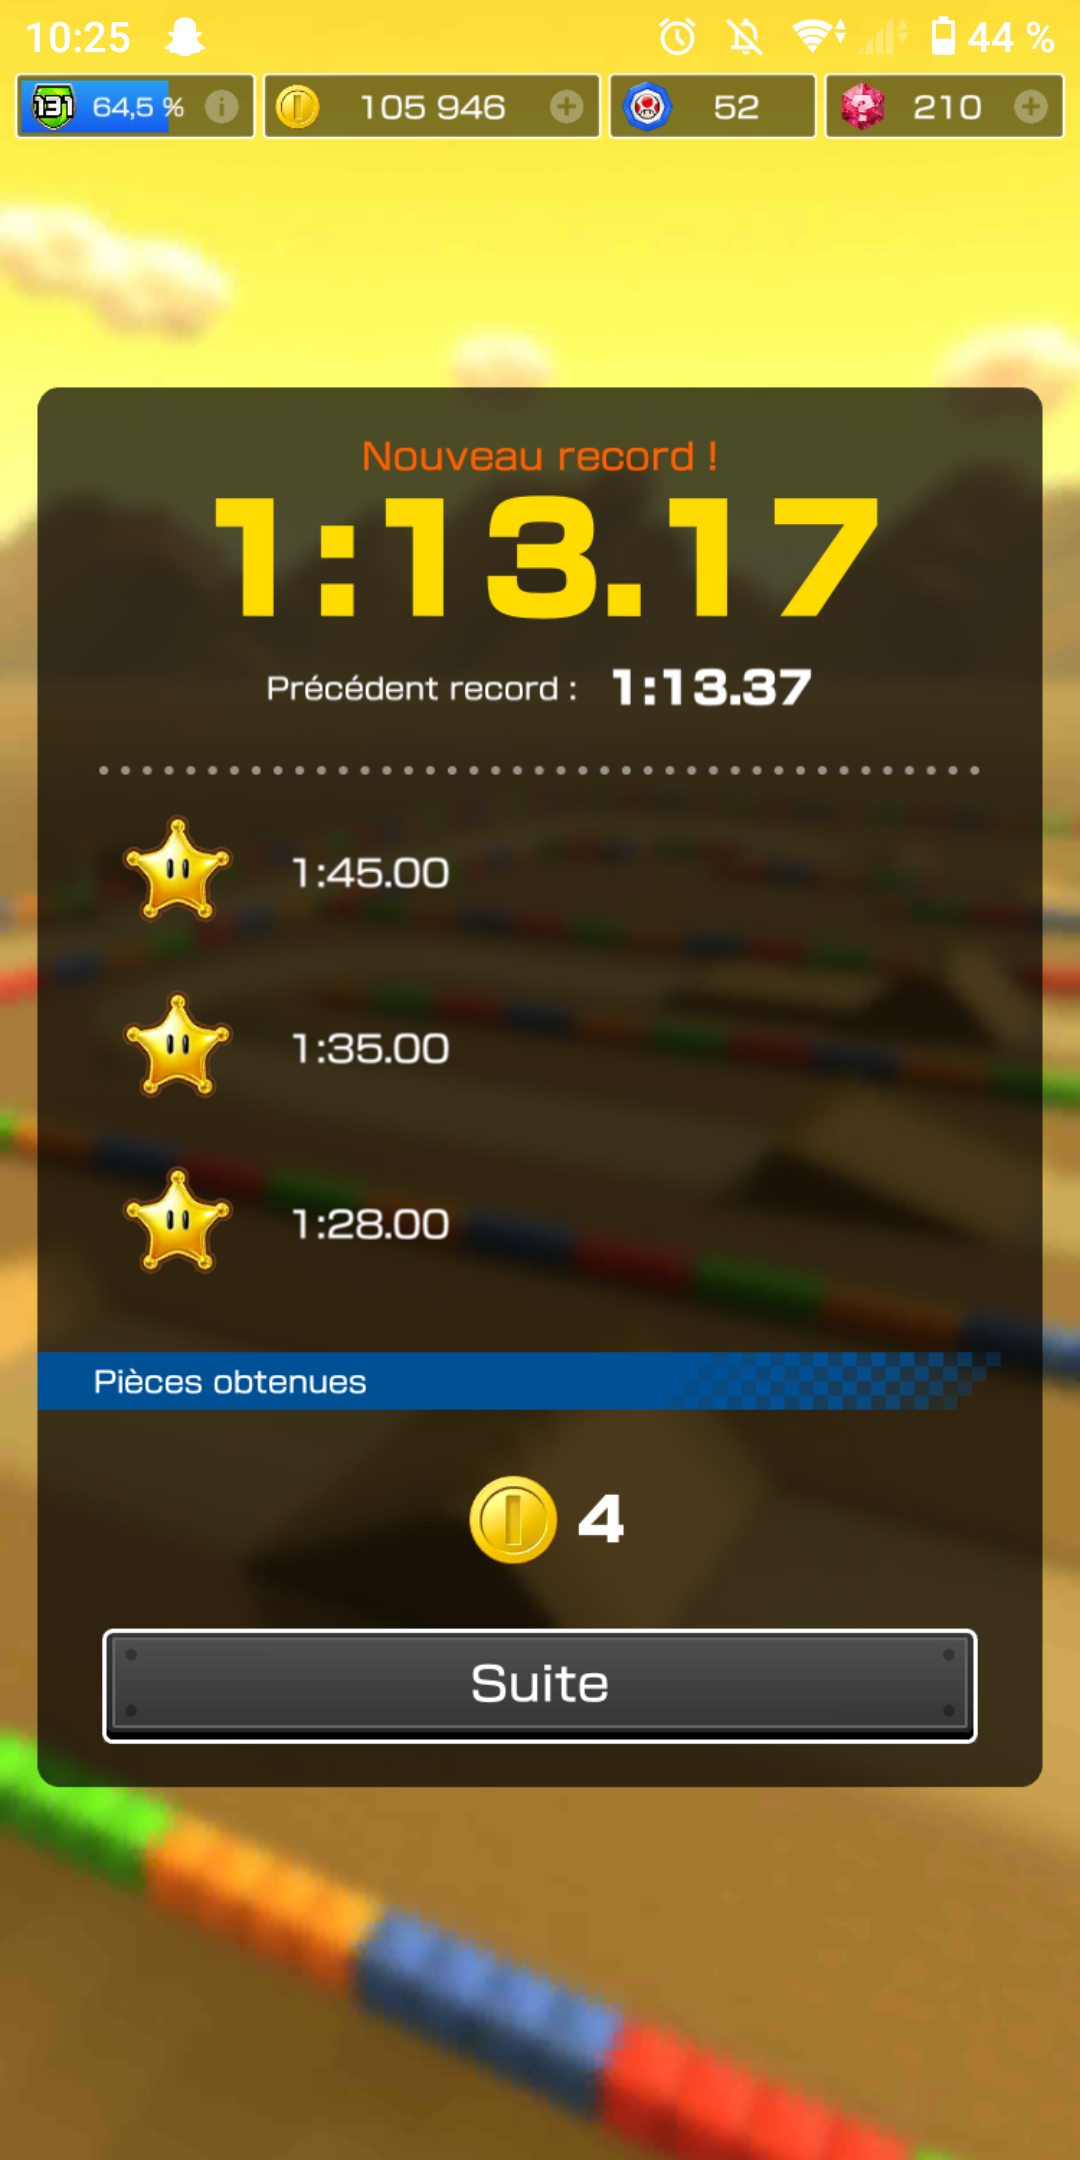 10:25 44 %
131 64,5 % i 105 946 52 210
Nouveau record !
1:13.17
Précédent record : 1:13.37
1:45.00
1:35.00
1:28.00
Pièces obtenues
4
Suite